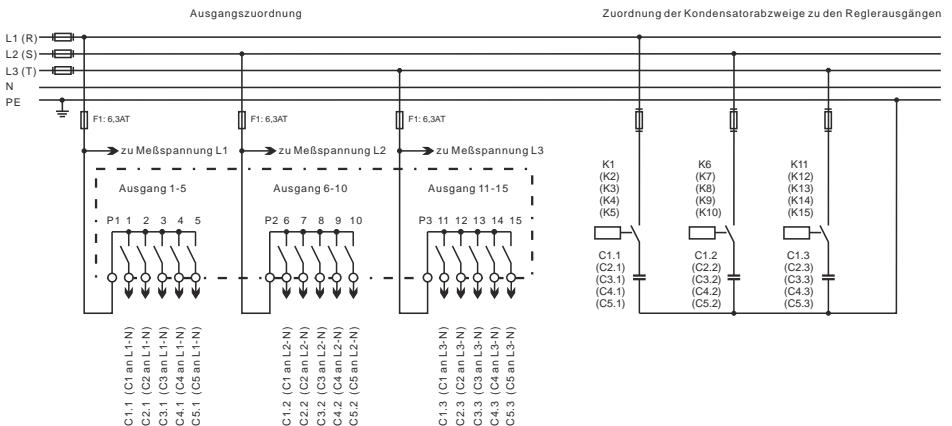 Ausgangszuordnung
Zuordnung der Kondensatorabzweige zu den Reglerausgängen
L1 (R)
L2 (S)
L3 (T)
N
PE
F1: 6,3AT
F1: 6,3AT
F1: 6,3AT
zu Meßspannung L1
zu Meßspannung L2
zu Meßspannung L3
Ausgang 1-5
Ausgang 6-10
Ausgang 11-15
P1 1 2 3 4 5
P2 6 7 8 9 10
P3 11 12 13 14 15
C1.1 (C1 an L1-N)
C2.1 (C2 an L1-N)
C3.1 (C3 an L1-N)
C4.1 (C4 an L1-N)
C5.1 (C5 an L1-N)
C1.2 (C1 an L2-N)
C2.2 (C2 an L2-N)
C3.2 (C3 an L2-N)
C4.2 (C4 an L2-N)
C5.2 (C5 an L2-N)
C1.3 (C1 an L3-N)
C2.3 (C2 an L3-N)
C3.3 (C3 an L3-N)
C4.3 (C4 an L3-N)
C5.3 (C5 an L3-N)
K1
(K2)
(K3)
(K4)
(K5)
C1.1
(C2.1)
(C3.1)
(C4.1)
(C5.1)
K6
(K7)
(K8)
(K9)
(K10)
C1.2
(C2.2)
(C3.2)
(C4.2)
(C5.2)
K11
(K12)
(K13)
(K14)
(K15)
C1.3
(C2.3)
(C3.3)
(C4.3)
(C5.3)